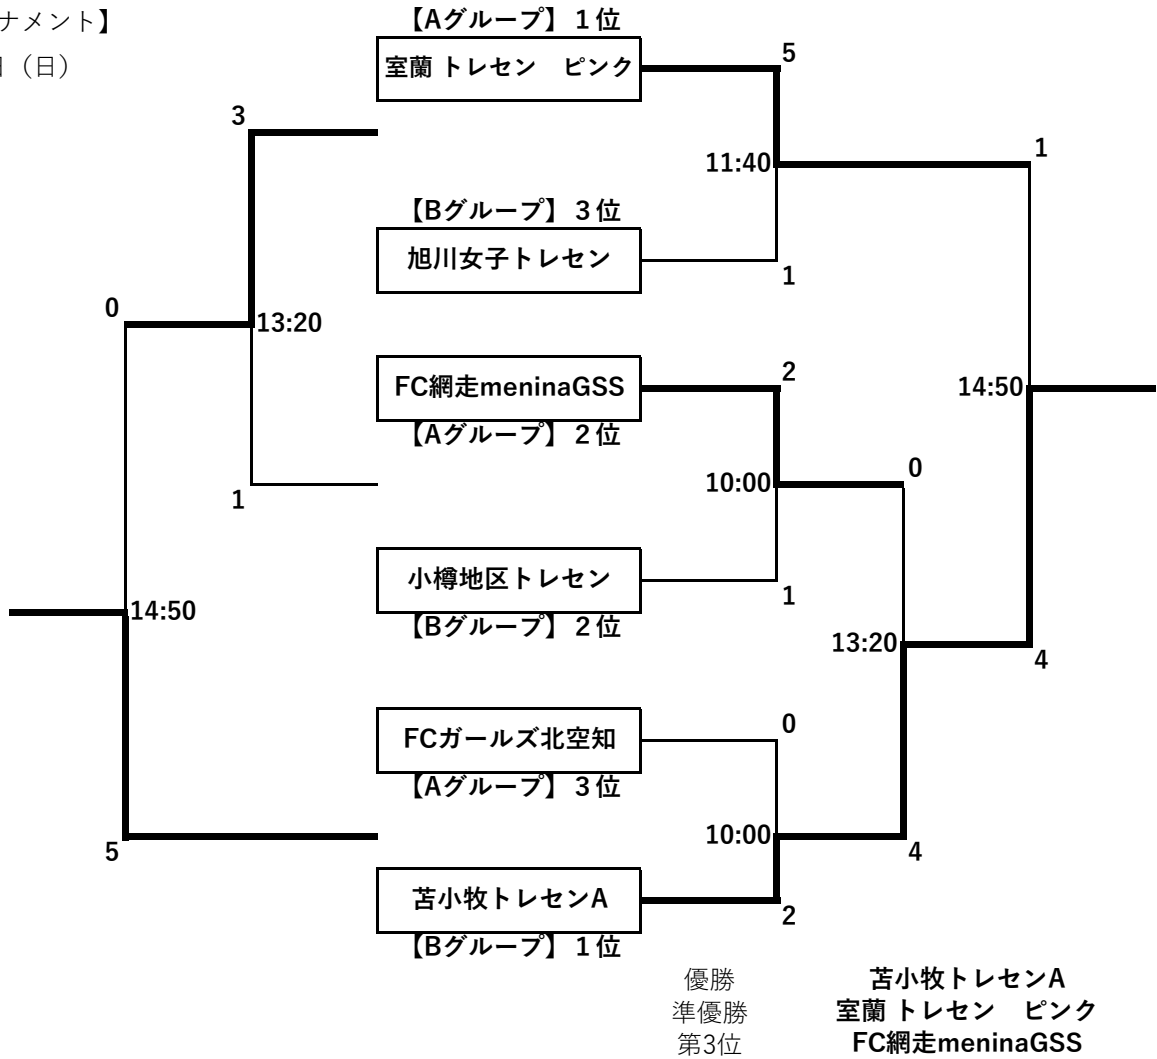 ナメント】
【Aグループ】１位
5
室蘭 トレセン　ピンク
（日）
3
1
11:40
【Bグループ】３位
旭川女子トレセン
1
0
13:20
2
FC網走meninaGSS
14:50
【Aグループ】２位
0
10:00
1
小樽地区トレセン
1
14:50
【Bグループ】２位
13:20
4
0
FCガールズ北空知
【Aグループ】３位
10:00
5
4
苫小牧トレセンA
2
【Bグループ】１位
優勝 苫小牧トレセンA
準優勝 室蘭 トレセン　ピンク
第3位 FC網走meninaGSS